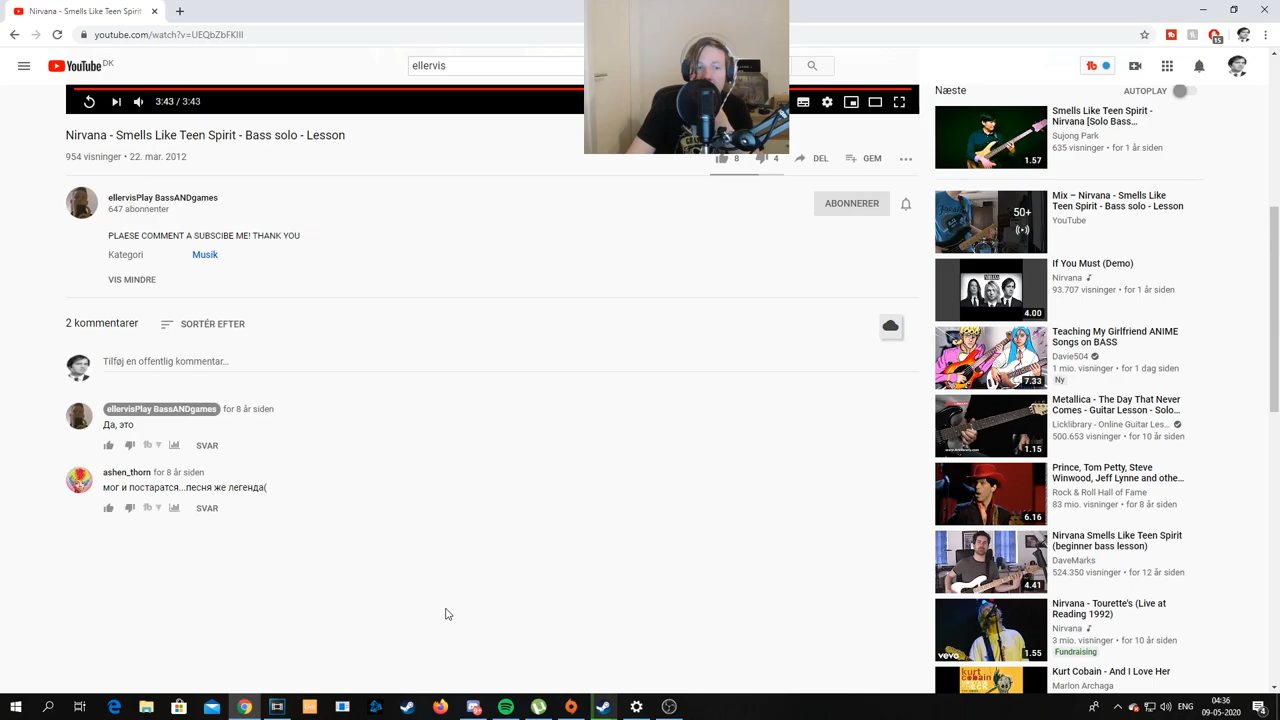 Nirvana - Smells Like Teen Spirit
youtube.com/watch?v=UEQbZbFKIII
15
YouTube DK
ellervis
3:43 / 3:43
Nirvana - Smells Like Teen Spirit - Bass solo - Lesson
954 visninger • 22. mar. 2012
8
4
DEL
GEM
ellervisPlay BassANDgames
647 abonnenter
ABONNERER
PLAESE COMMENT A SUBSCIBE ME! THANK YOU
Kategori
Musik
VIS MINDRE
2 kommentarer
SORTÉR EFTER
Tilføj en offentlig kommentar...
ellervisPlay BassANDgames for 8 år siden
Да, это
SVAR
ashen_thorn for 8 år siden
мог и постаратся...песня же легенда(
SVAR
Næste
AUTOPLAY
Smells Like Teen Spirit -
Nirvana [Solo Bass...
Sujong Park
635 visninger • for 1 år siden
1.57
Mix – Nirvana - Smells Like
Teen Spirit - Bass solo - Lesson
YouTube
50+
If You Must (Demo)
Nirvana
93.707 visninger • for 1 år siden
4.00
Teaching My Girlfriend ANIME
Songs on BASS
Davie504
1 mio. visninger • for 1 dag siden
Ny
7.33
Metallica - The Day That Never
Comes - Guitar Lesson - Solo...
Licklibrary - Online Guitar Les...
500.653 visninger • for 10 år siden
1.15
Prince, Tom Petty, Steve
Winwood, Jeff Lynne and othe...
Rock & Roll Hall of Fame
83 mio. visninger • for 8 år siden
6.16
Nirvana Smells Like Teen Spirit
(beginner bass lesson)
DaveMarks
524.350 visninger • for 12 år siden
4.41
Nirvana - Tourette's (Live at
Reading 1992)
Nirvana
3 mio. visninger • for 10 år siden
Fundraising
vevo
1.55
Kurt Cobain - And I Love Her
Marlon Archaga
kurt
cobain
ENG
04:36
09-05-2020
4